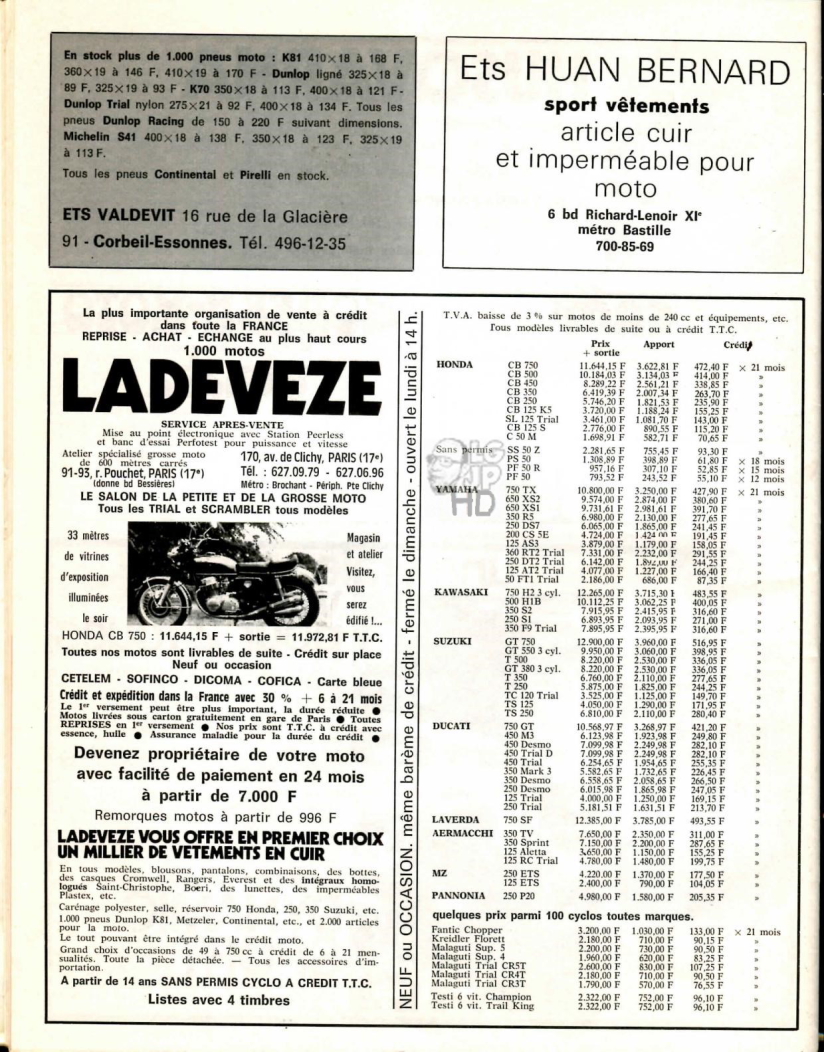 En stock plus de 1.000 pneus moto : K81 410×18 à 168 F,
360×19 à 146 F, 410×19 à 170 F - Dunlop ligné 325×18 à
89 F, 325×19 à 93 F - K70 350×18 à 113 F, 400×18 à 121 F -
Dunlop Trial nylon 275×21 à 92 F, 400×18 à 134 F. Tous les
pneus Dunlop Racing de 150 à 220 F suivant dimensions.
Michelin S41 400×18 à 138 F, 350×18 à 123 F, 325×19
à 113 F.
Tous les pneus Continental et Pirelli en stock.
ETS VALDEVIT 16 rue de la Glacière
91 - Corbeil-Essonnes. Tél. 496-12-35
Ets HUAN BERNARD
sport vêtements
article cuir
et imperméable pour
moto
6 bd Richard-Lenoir XIe
métro Bastille
700-85-69
La plus importante organisation de vente à crédit
dans toute la FRANCE
REPRISE - ACHAT - ECHANGE au plus haut cours
1.000 motos
LADEVEZE
SERVICE APRES-VENTE
Mise au point électronique avec Station Peerless
et banc d'essai Perfotest pour puissance et vitesse
Atelier spécialisé grosse moto
de 600 mètres carrés
91-93, r. Pouchet, PARIS (17e)
(donne bd Bessières)
170, av. de Clichy, PARIS (17e)
Tél. : 627.09.79 - 627.06.96
Métro : Brochant - Périph. Pte Clichy
LE SALON DE LA PETITE ET DE LA GROSSE MOTO
Tous les TRIAL et SCRAMBLER tous modèles
33 mètres
de vitrines
d'exposition
illuminées
le soir
Magasin
et atelier
Visitez,
vous
serez
édifié !...
HONDA CB 750 : 11.644,15 F + sortie = 11.972,81 F T.T.C.
Toutes nos motos sont livrables de suite - Crédit sur place
Neuf ou occasion
CETELEM - SOFINCO - DICOMA - COFICA - Carte bleue
Crédit et expédition dans la France avec 30 % + 6 à 21 mois
Le 1er versement peut être plus important, la durée réduite ●
Motos livrées sous carton gratuitement en gare de Paris ● Toutes
REPRISES en 1er versement ● Nos prix sont T.T.C. à crédit avec
essence, huile ● Assurance maladie pour la durée du crédit ●
Devenez propriétaire de votre moto
avec facilité de paiement en 24 mois
à partir de 7.000 F
Remorques motos à partir de 996 F
LADEVEZE VOUS OFFRE EN PREMIER CHOIX
UN MILLIER DE VETEMENTS EN CUIR
En tous modèles, blousons, pantalons, combinaisons, des bottes,
des casques Cromwell, Rangers, Everest et des intégraux homo-
logués Saint-Christophe, Boeri, des lunettes, des imperméables
Plastex, etc.
Carénage polyester, selle, réservoir 750 Honda, 250, 350 Suzuki, etc.
1.000 pneus Dunlop K81, Metzeler, Continental, etc., et 2.000 articles
pour la moto.
Le tout pouvant être intégré dans le crédit moto.
Grand choix d'occasions de 49 à 750 cc à crédit de 6 à 21 men-
sualités. Toute la pièce détachée. — Tous les accessoires d'im-
portation.
A partir de 14 ans SANS PERMIS CYCLO A CREDIT T.T.C.
Listes avec 4 timbres
NEUF ou OCCASION. même barème de crédit - fermé le dimanche - ouvert le lundi à 14 h.
T.V.A. baisse de 3 % sur motos de moins de 240 cc et équipements, etc.
Tous modèles livrables de suite ou à crédit T.T.C.
Prix + sortie Apport Crédit
HONDA CB 750 11.644,15 F 3.622,81 F 472,40 F × 21 mois
CB 500 10.184,03 F 3.134,03 F 414,00 F »
CB 450 8.289,22 F 2.561,21 F 338,85 F »
CB 350 6.419,39 F 2.007,34 F 263,70 F »
CB 250 5.746,20 F 1.821,53 F 235,90 F »
CB 125 K5 3.720,00 F 1.188,24 F 155,25 F »
SL 125 Trial 3.461,00 F 1.081,70 F 143,00 F »
CB 125 S 2.776,00 F 890,55 F 115,20 F »
C 50 M 1.698,91 F 582,71 F 70,65 F »
Sans permis SS 50 Z 2.281,65 F 755,45 F 93,30 F »
PS 50 1.308,89 F 398,89 F 61,80 F × 18 mois
PF 50 R 957,16 F 307,10 F 52,85 F × 15 mois
PF 50 793,52 F 243,52 F 55,10 F × 12 mois
YAMAHA 750 TX 10.800,00 F 3.250,00 F 427,90 F × 21 mois
650 XS2 9.574,00 F 2.874,00 F 380,60 F »
650 XS1 9.731,61 F 2.981,61 F 391,70 F »
350 R5 6.980,00 F 2.130,00 F 277,65 F »
250 DS7 6.065,00 F 1.865,00 F 241,45 F »
200 CS 5E 4.724,00 F 1.424,00 F 191,45 F »
125 AS3 3.879,00 F 1.179,00 F 158,05 F »
360 RT2 Trial 7.331,00 F 2.232,00 F 291,55 F »
250 DT2 Trial 6.142,00 F 1.892,00 F 244,25 F »
125 AT2 Trial 4.077,00 F 1.227,00 F 166,40 F »
50 FT1 Trial 2.186,00 F 686,00 F 87,35 F »
KAWASAKI 750 H2 3 cyl. 12.265,00 F 3.715,30 F 483,55 F »
500 H1B 10.112,25 F 3.062,25 F 400,05 F »
350 S2 7.915,95 F 2.415,95 F 316,60 F »
250 S1 6.893,95 F 2.093,95 F 271,00 F »
350 F9 Trial 7.895,95 F 2.395,95 F 316,60 F »
SUZUKI GT 750 12.900,00 F 3.960,00 F 516,95 F »
GT 550 3 cyl. 9.950,00 F 3.060,00 F 398,95 F »
T 500 8.220,00 F 2.530,00 F 336,05 F »
GT 380 3 cyl. 8.220,00 F 2.530,00 F 336,05 F »
T 350 6.760,00 F 2.110,00 F 277,65 F »
T 250 5.875,00 F 1.825,00 F 244,25 F »
TC 120 Trial 3.525,00 F 1.125,00 F 149,70 F »
TS 125 4.050,00 F 1.290,00 F 171,95 F »
TS 250 6.810,00 F 2.110,00 F 280,40 F »
DUCATI 750 GT 10.568,97 F 3.268,97 F 421,20 F »
450 M3 6.123,98 F 1.923,98 F 249,80 F »
450 Desmo 7.099,98 F 2.249,98 F 282,10 F »
450 Trial D 7.099,98 F 2.249,98 F 282,10 F »
450 Trial 6.254,65 F 1.954,65 F 255,35 F »
350 Mark 3 5.582,65 F 1.732,65 F 226,45 F »
350 Desmo 6.558,65 F 2.058,65 F 266,50 F »
250 Desmo 6.015,98 F 1.865,98 F 247,05 F »
125 Trial 4.000,00 F 1.250,00 F 169,15 F »
250 Trial 5.181,51 F 1.631,51 F 213,70 F »
LAVERDA 750 SF 12.385,00 F 3.785,00 F 493,55 F »
AERMACCHI 350 TV 7.650,00 F 2.350,00 F 311,00 F »
350 Sprint 7.150,00 F 2.200,00 F 287,65 F »
125 Aletta 3.650,00 F 1.150,00 F 155,25 F »
125 RC Trial 4.780,00 F 1.480,00 F 199,75 F »
MZ 250 ETS 4.220,00 F 1.370,00 F 177,50 F »
125 ETS 2.400,00 F 790,00 F 104,05 F »
PANNONIA 250 P20 4.980,00 F 1.580,00 F 205,35 F »
quelques prix parmi 100 cyclos toutes marques.
Fantic Chopper 3.200,00 F 1.030,00 F 133,00 F × 21 mois
Kreidler Florett 2.180,00 F 710,00 F 90,15 F »
Malaguti Sup. 5 2.200,00 F 730,00 F 90,50 F »
Malaguti Sup. 4 1.960,00 F 620,00 F 83,25 F »
Malaguti Trial CR5T 2.600,00 F 830,00 F 107,25 F »
Malaguti Trial CR4T 2.180,00 F 710,00 F 90,50 F »
Malaguti Trial CR3T 1.790,00 F 570,00 F 76,55 F »
Testi 6 vit. Champion 2.322,00 F 752,00 F 96,10 F »
Testi 6 vit. Trail King 2.322,00 F 752,00 F 96,10 F »